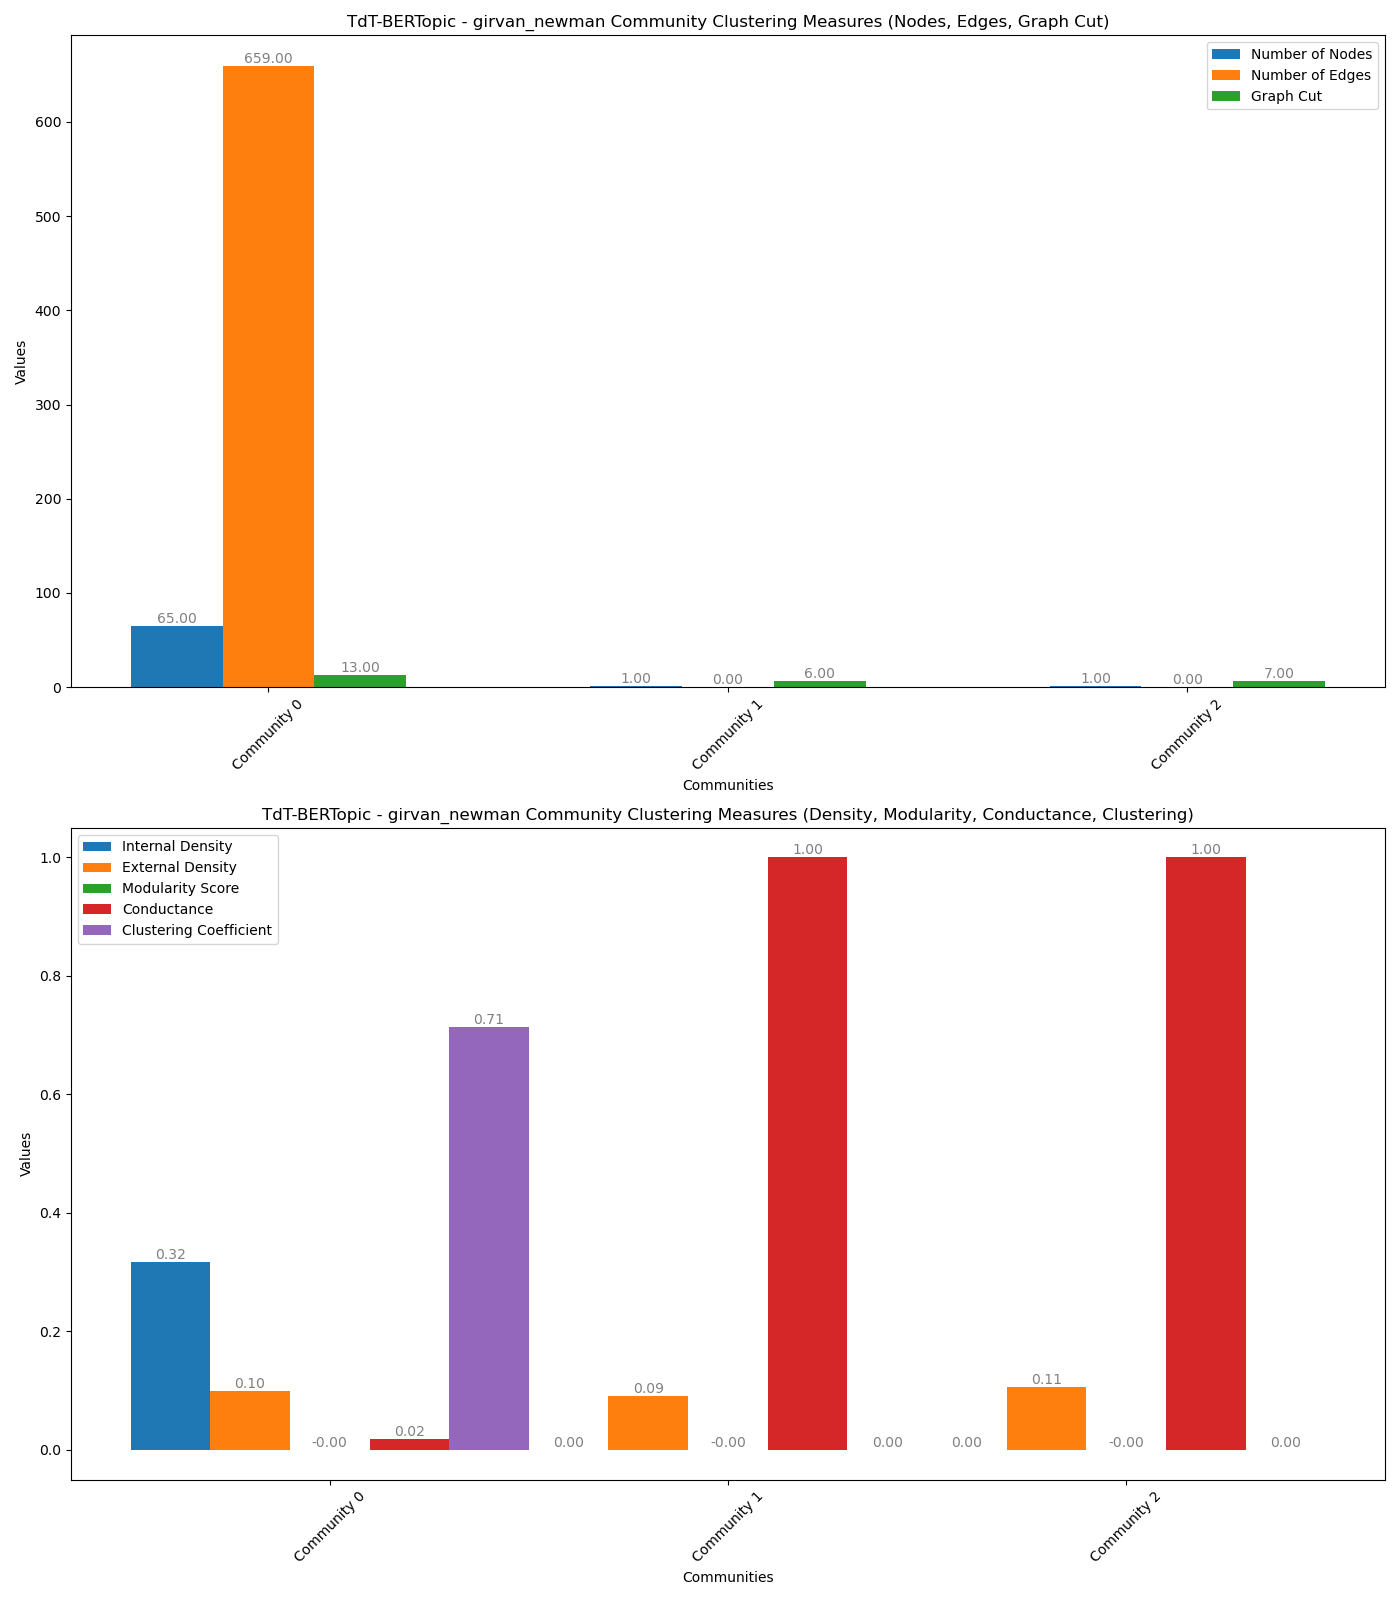 TdT-BERTopic - girvan_newman Community Clustering Measures (Nodes, Edges, Graph Cut)
Number of Nodes
Number of Edges
Graph Cut
Values
600
500
400
300
200
100
0
659.00
65.00
13.00
1.00
0.00
6.00
1.00
0.00
7.00
Community 0
Community 1
Community 2
Communities
TdT-BERTopic - girvan_newman Community Clustering Measures (Density, Modularity, Conductance, Clustering)
Internal Density
External Density
Modularity Score
Conductance
Clustering Coefficient
Values
1.0
0.8
0.6
0.4
0.2
0.0
0.32
0.10
-0.00
0.02
0.71
0.00
0.09
-0.00
1.00
0.00
0.00
0.11
-0.00
1.00
0.00
Community 0
Community 1
Community 2
Communities